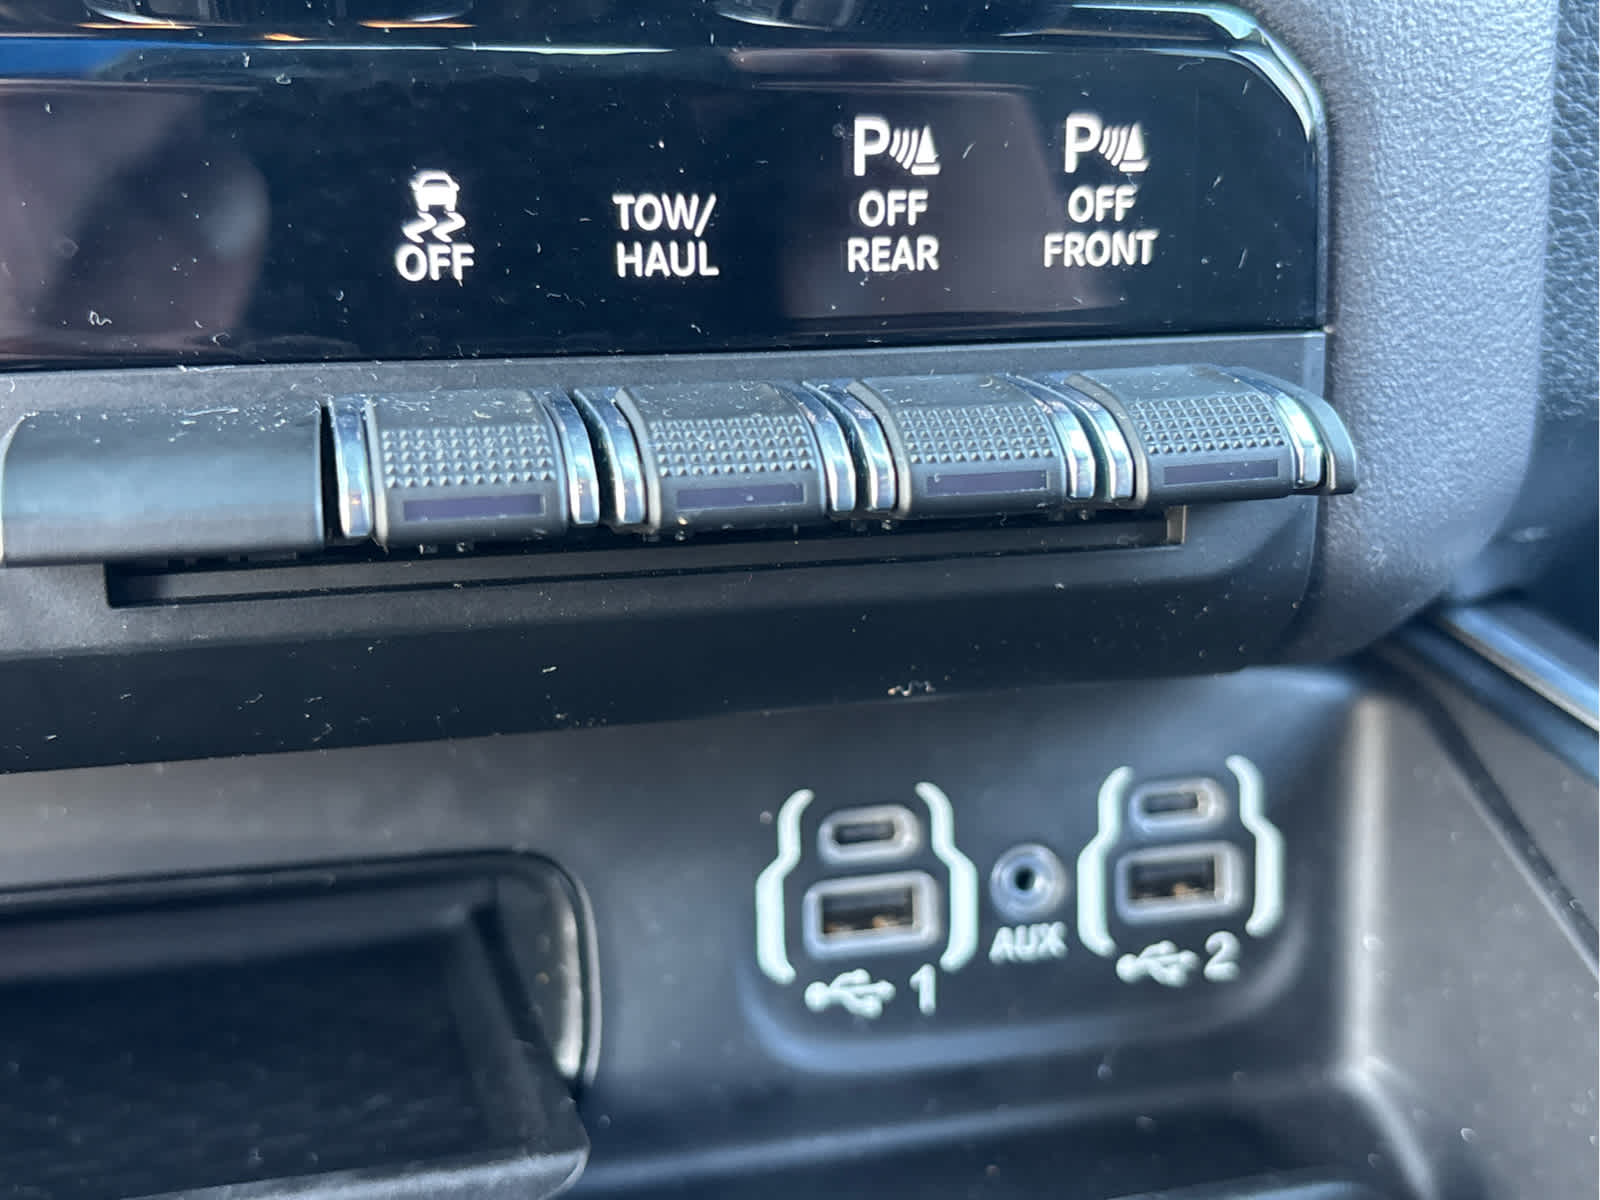 OFF
TOW/
HAUL
P
OFF
REAR
P
OFF
FRONT
1
AUX
2